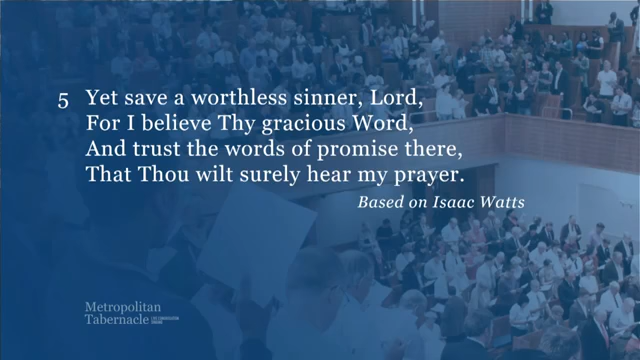 5 Yet save a worthless sinner, Lord,
For I believe Thy gracious Word,
And trust the words of promise there,
That Thou wilt surely hear my prayer.
Based on Isaac Watts
Metropolitan
Tabernacle